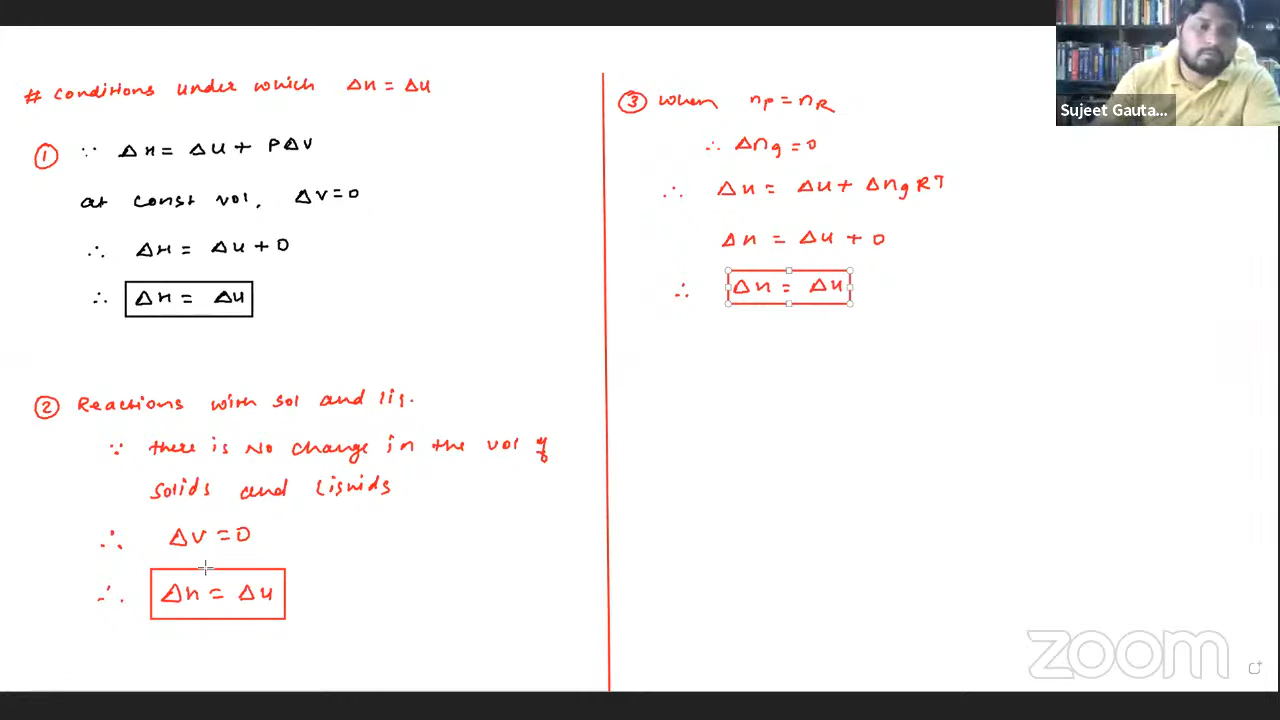 # Conditions under which ΔH = ΔU
① ∵ ΔH = ΔU + PΔV
at const vol, ΔV = 0
∴ ΔH = ΔU + 0
∴ ΔH = ΔU
② Reactions with sol and liq.
∵ there is No change in the vol of
solids and liquids
∴ ΔV = 0
∴ ΔH = ΔU
③ when nP = nR
∴ Δng = 0
∴ ΔH = ΔU + ΔngRT
ΔH = ΔU + 0
∴ ΔH = ΔU
Sujeet Gauta...
zoom